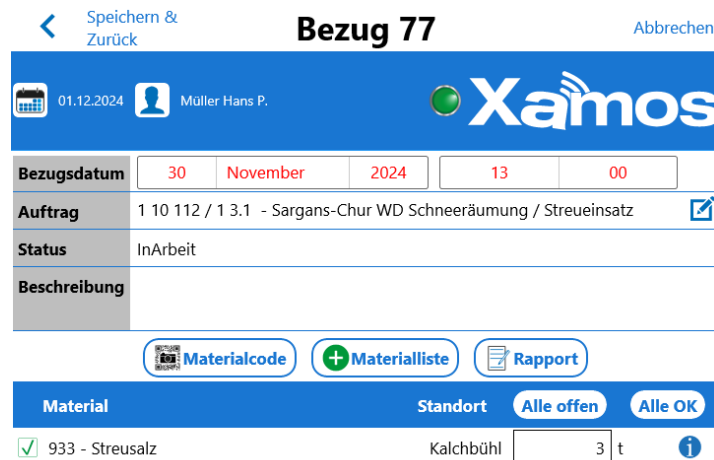 Speichern &
Zurück
Bezug 77
Abbrechen
01.12.2024 Müller Hans P.
Xamos
Bezugsdatum 30 November 2024 13 00
Auftrag 1 10 112 / 1 3.1 - Sargans-Chur WD Schneeräumung / Streueinsatz
Status InArbeit
Beschreibung
Materialcode Materialliste Rapport
Material Standort Alle offen Alle OK
933 - Streusalz Kalchbühl 3 t